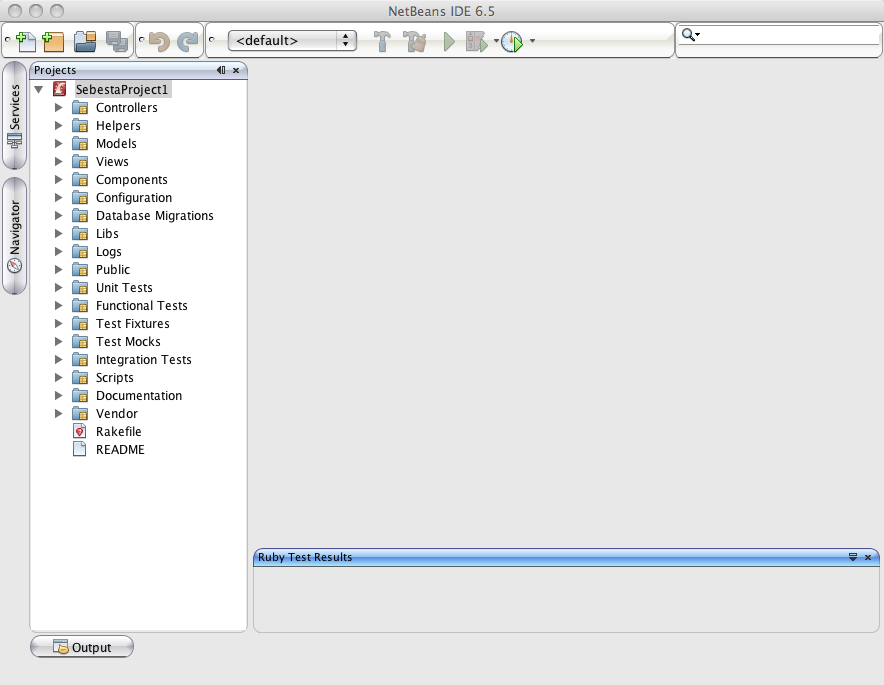 NetBeans IDE 6.5
<default>
Projects
Services
Navigator
SebestaProject1
Controllers
Helpers
Models
Views
Components
Configuration
Database Migrations
Libs
Logs
Public
Unit Tests
Functional Tests
Test Fixtures
Test Mocks
Integration Tests
Scripts
Documentation
Vendor
Rakefile
README
Ruby Test Results
Output